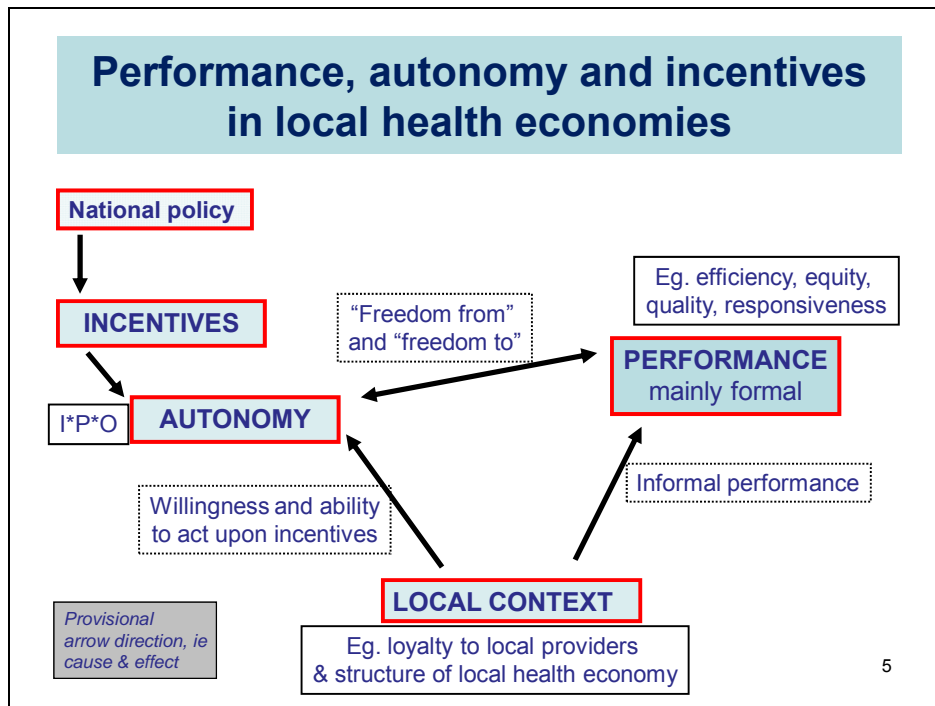 Performance, autonomy and incentives
in local health economies
National policy
INCENTIVES
I*P*O
AUTONOMY
"Freedom from"
and "freedom to"
Eg. efficiency, equity,
quality, responsiveness
PERFORMANCE
mainly formal
Willingness and ability
to act upon incentives
Informal performance
LOCAL CONTEXT
Eg. loyalty to local providers
& structure of local health economy
Provisional
arrow direction, ie
cause & effect
5